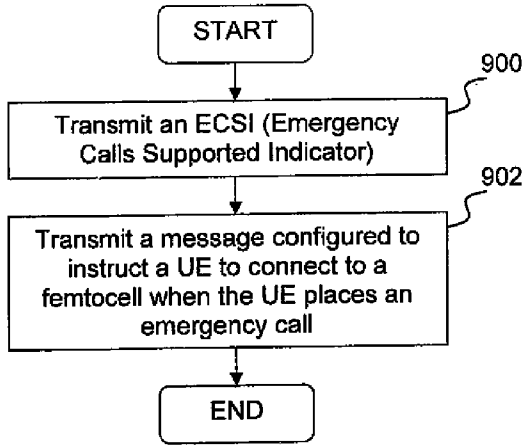 START
900
Transmit an ECSI (Emergency
Calls Supported Indicator)
902
Transmit a message configured to
instruct a UE to connect to a
femtocell when the UE places an
emergency call
END